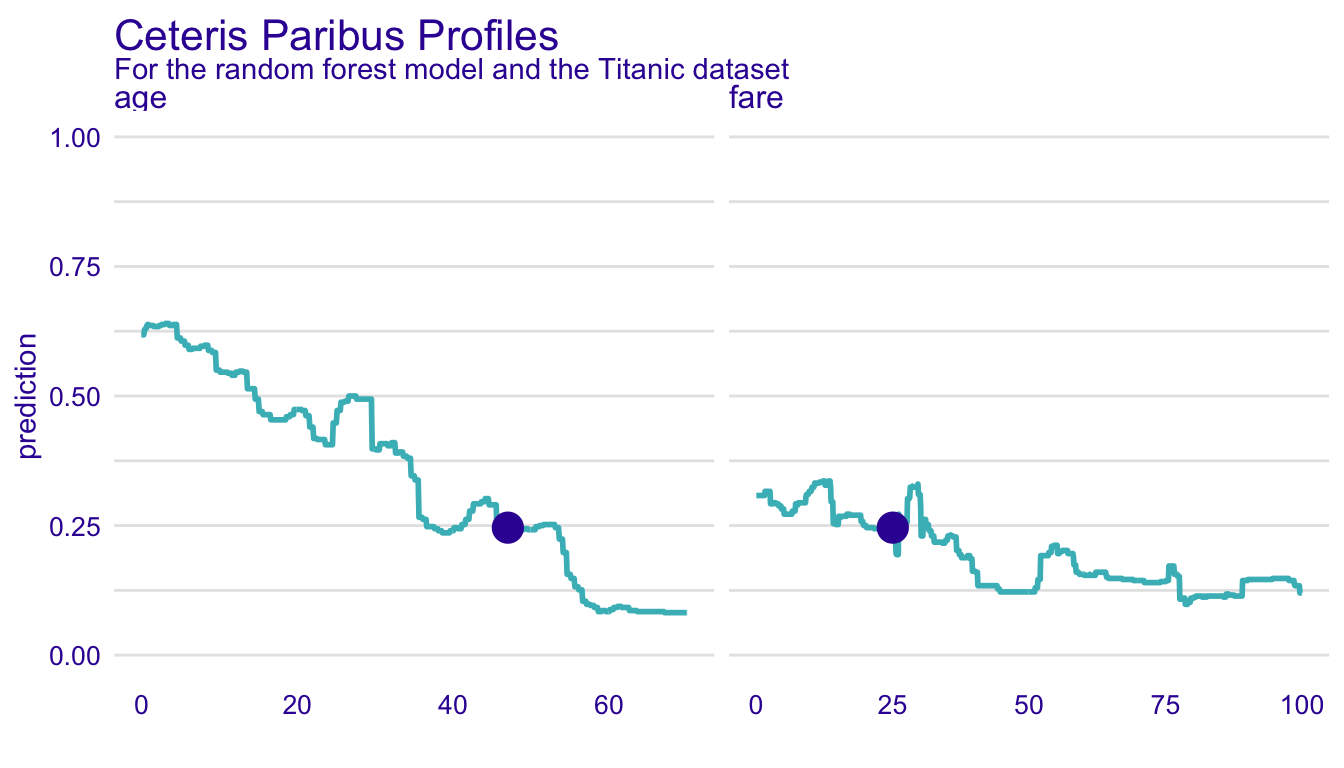 Ceteris Paribus Profiles
For the random forest model and the Titanic dataset
age fare
1.00
0.75
0.50
0.25
0.00
prediction
0 20 40 60 0 25 50 75 100